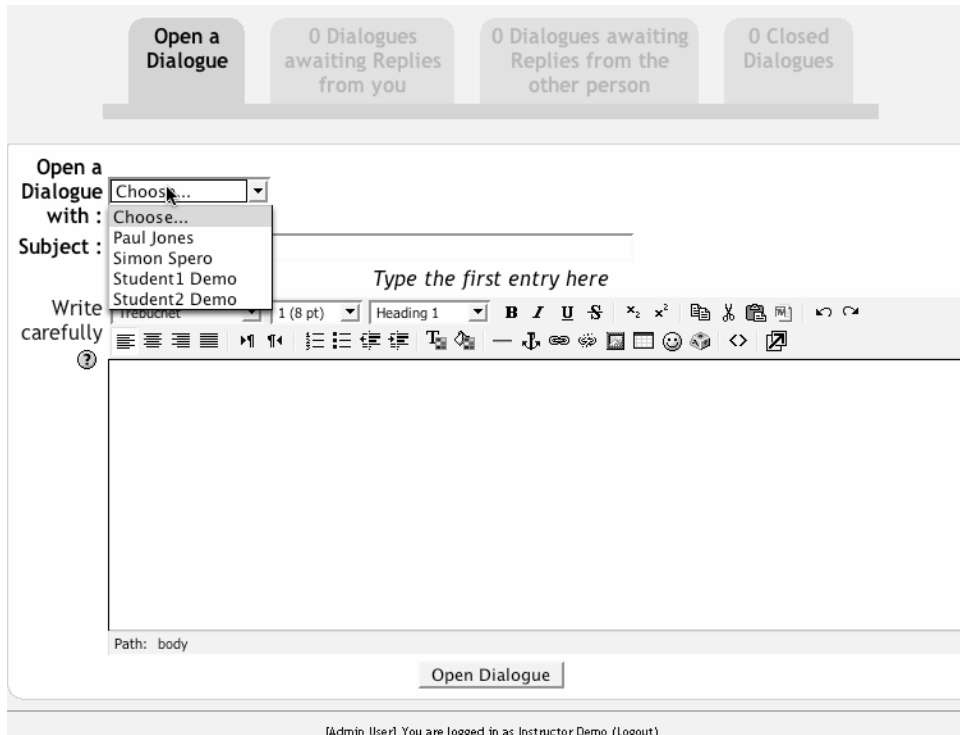 Open a
Dialogue
0 Dialogues
awaiting Replies
from you
0 Dialogues awaiting
Replies from the
other person
0 Closed
Dialogues
Open a
Dialogue
with :
Choose...
Choose...
Paul Jones
Simon Spero
Student1 Demo
Student2 Demo
Subject :
Type the first entry here
Write
carefully
Trebuchet 1 (8 pt) Heading 1
Path: body
Open Dialogue
[Admin User] You are logged in as Instructor Demo (Logout)